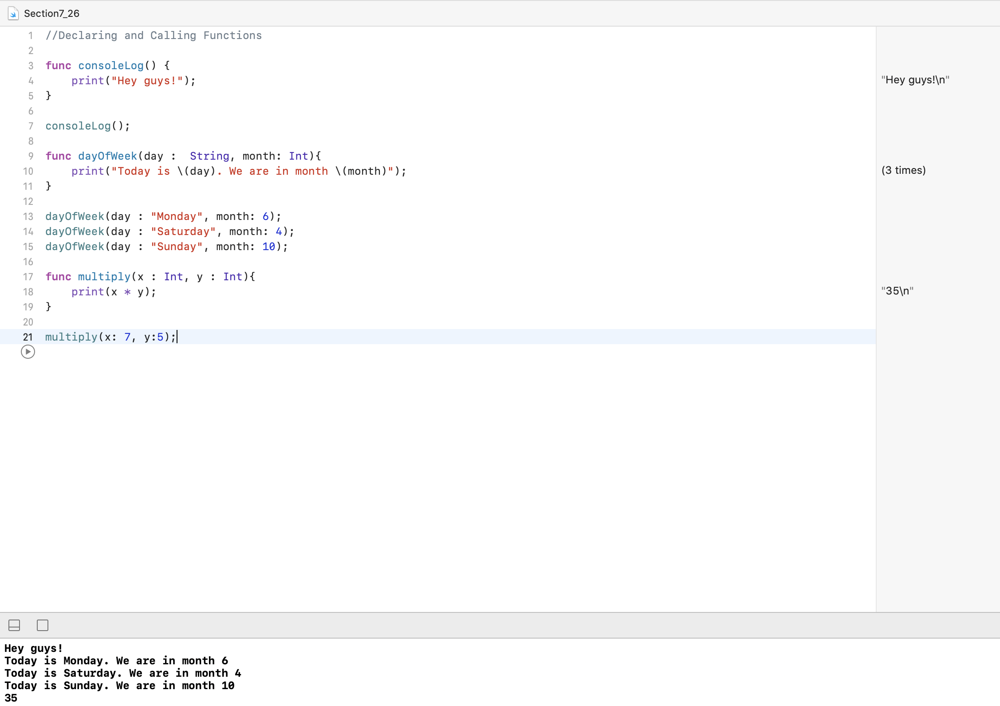 Section7_26
1 //Declaring and Calling Functions
2
3 func consoleLog() {
4     print("Hey guys!");
"Hey guys!\n"
5 }
6
7 consoleLog();
8
9 func dayOfWeek(day :  String, month: Int){
10     print("Today is \(day). We are in month \(month)");
(3 times)
11 }
12
13 dayOfWeek(day : "Monday", month: 6);
14 dayOfWeek(day : "Saturday", month: 4);
15 dayOfWeek(day : "Sunday", month: 10);
16
17 func multiply(x : Int, y : Int){
18     print(x * y);
"35\n"
19 }
20
21 multiply(x: 7, y:5);
Hey guys!
Today is Monday. We are in month 6
Today is Saturday. We are in month 4
Today is Sunday. We are in month 10
35